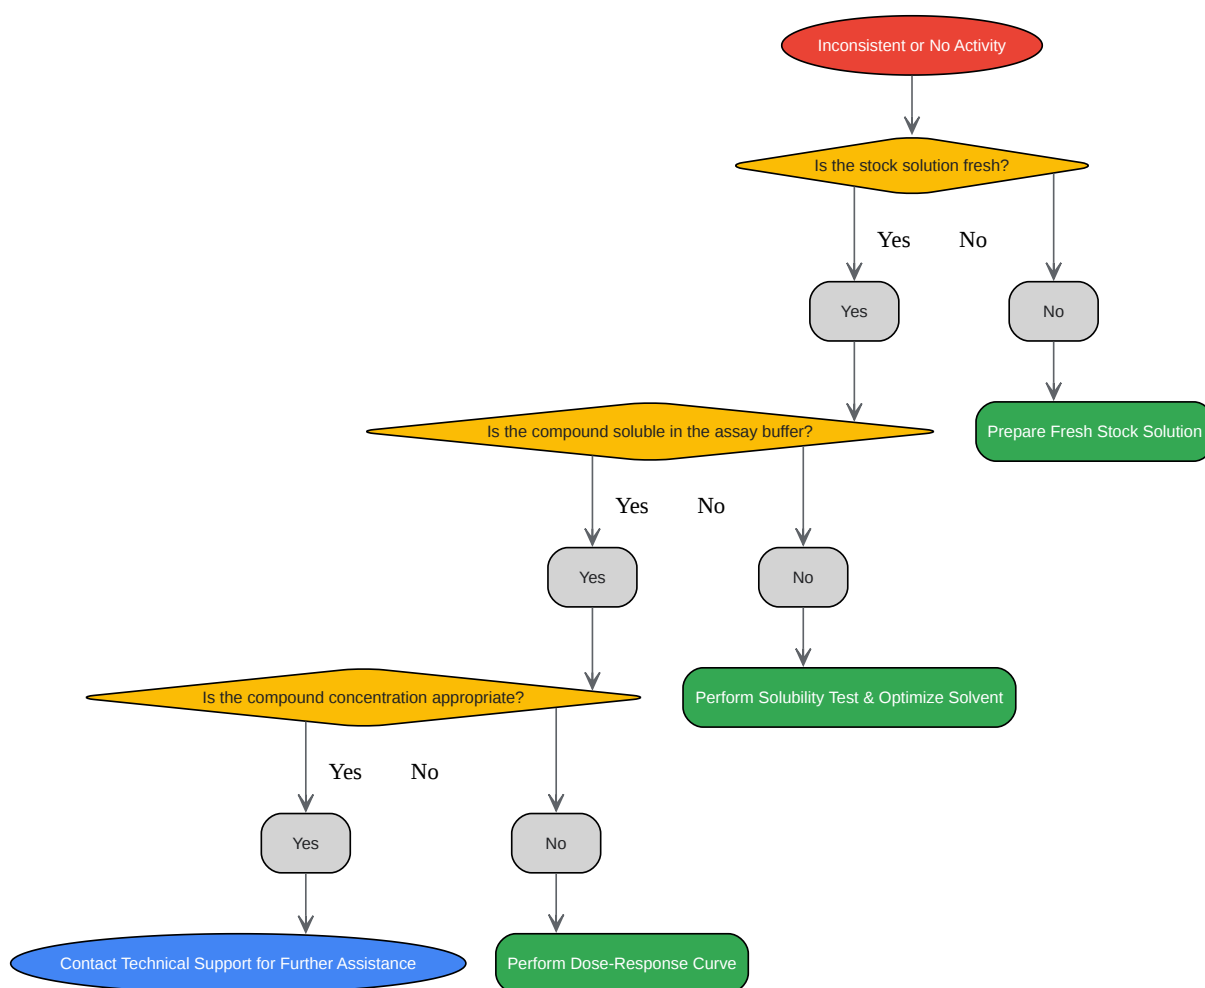 Inconsistent or No Activity
Is the stock solution fresh?
Yes
No
Yes
No
Is the compound soluble in the assay buffer?
Prepare Fresh Stock Solution
Yes
No
Yes
No
Is the compound concentration appropriate?
Perform Solubility Test & Optimize Solvent
Yes
No
Yes
No
Contact Technical Support for Further Assistance
Perform Dose-Response Curve